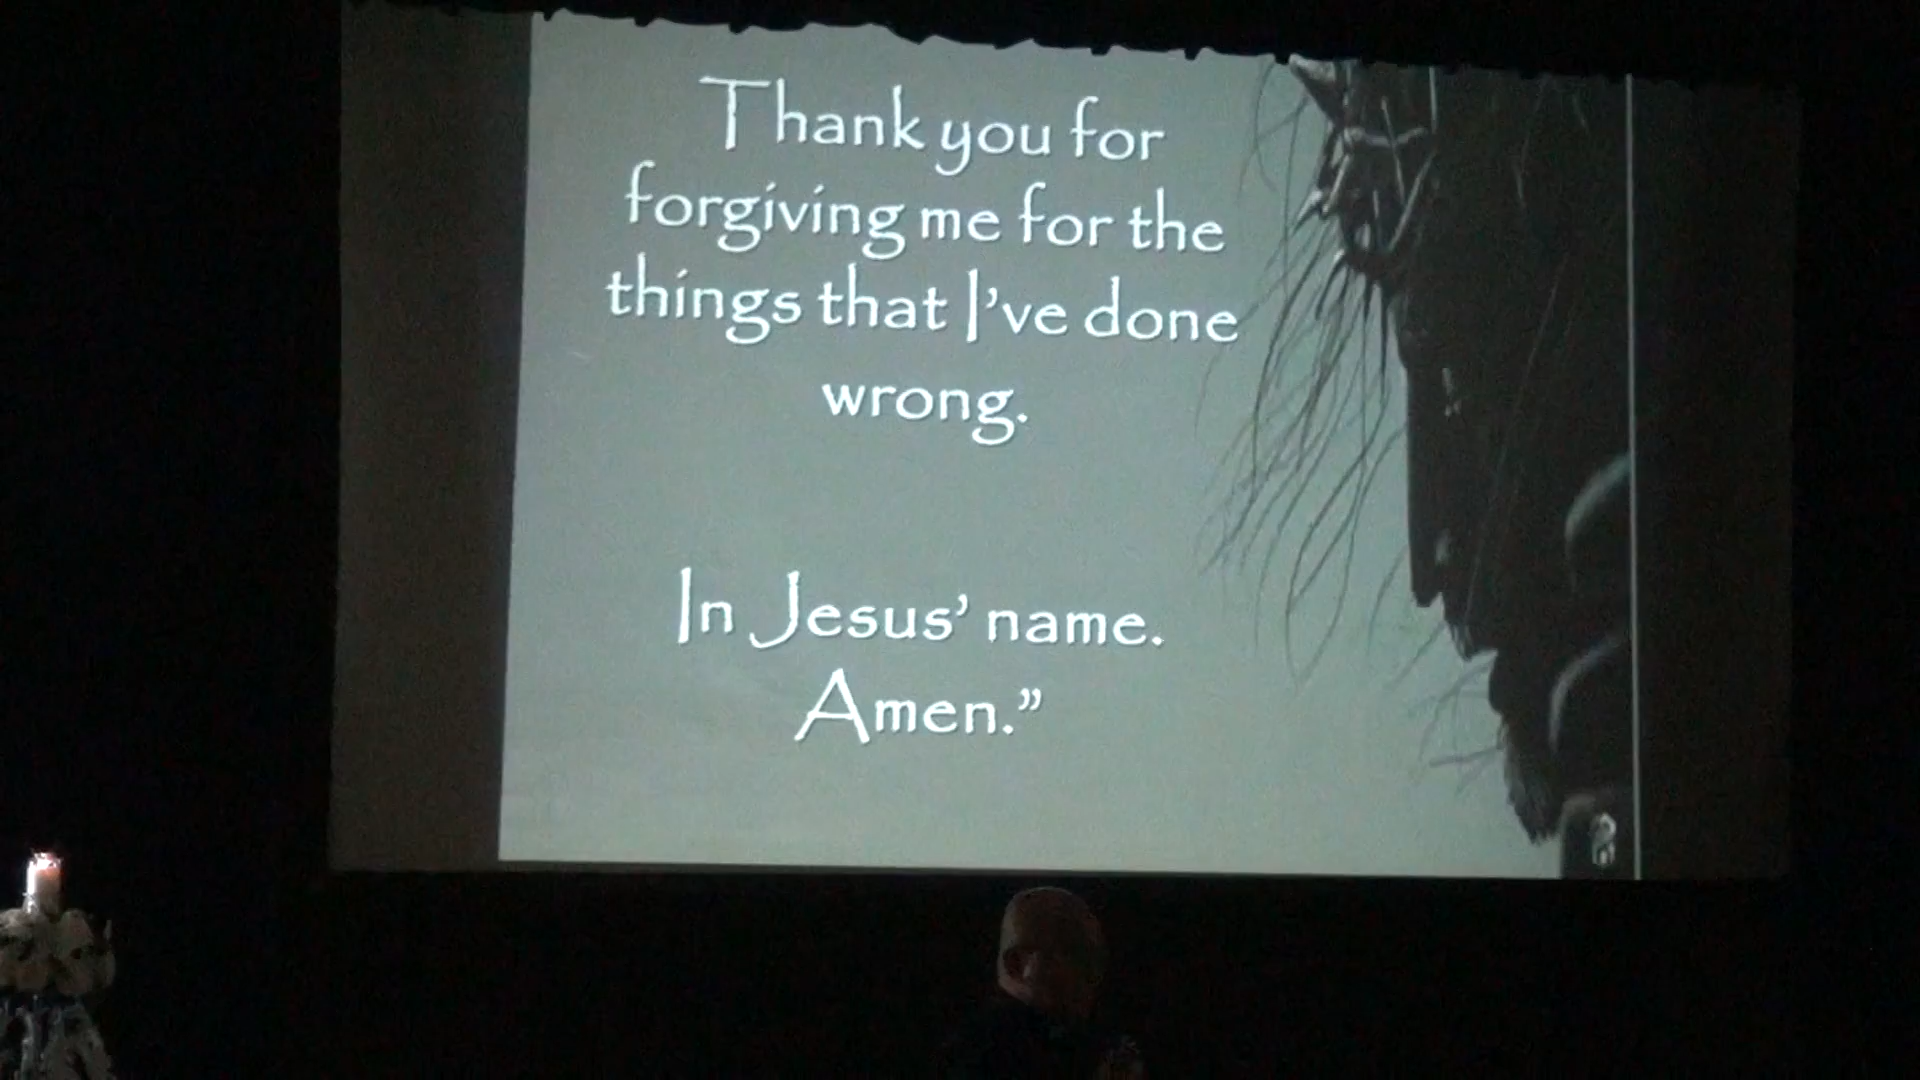 Thank you for
forgiving me for the
things that I’ve done
wrong.
In Jesus’ name.
Amen.”